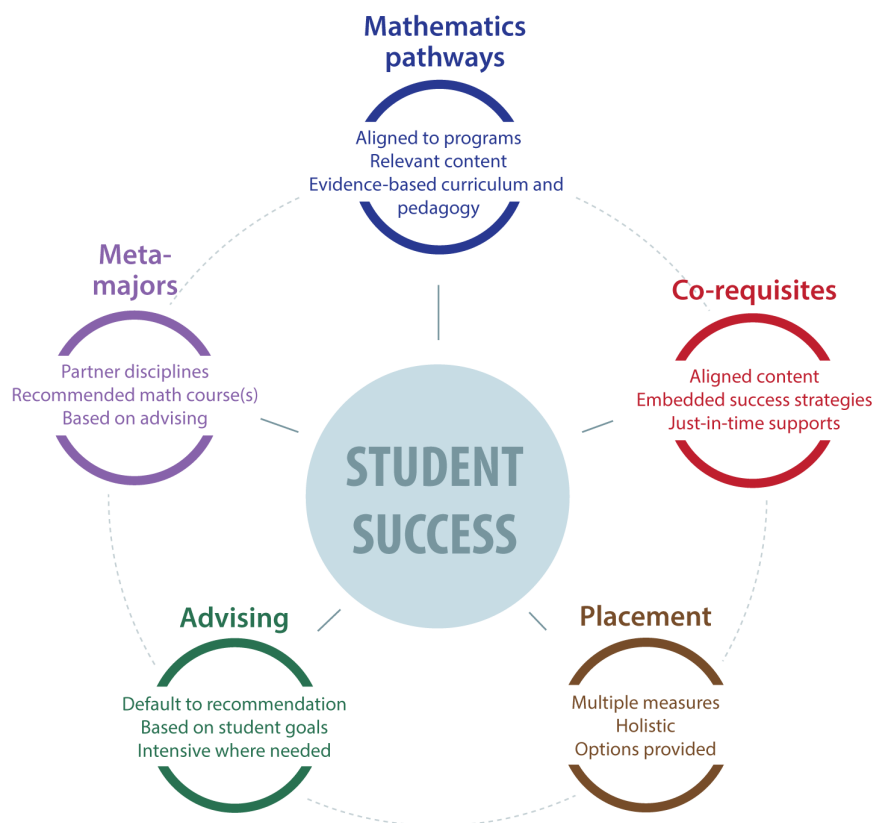 Mathematics
pathways
Aligned to programs
Relevant content
Evidence-based curriculum and
pedagogy
Meta-
majors
Partner disciplines
Recommended math course(s)
Based on advising
Co-requisites
Aligned content
Embedded success strategies
Just-in-time supports
STUDENT
SUCCESS
Advising
Default to recommendation
Based on student goals
Intensive where needed
Placement
Multiple measures
Holistic
Options provided